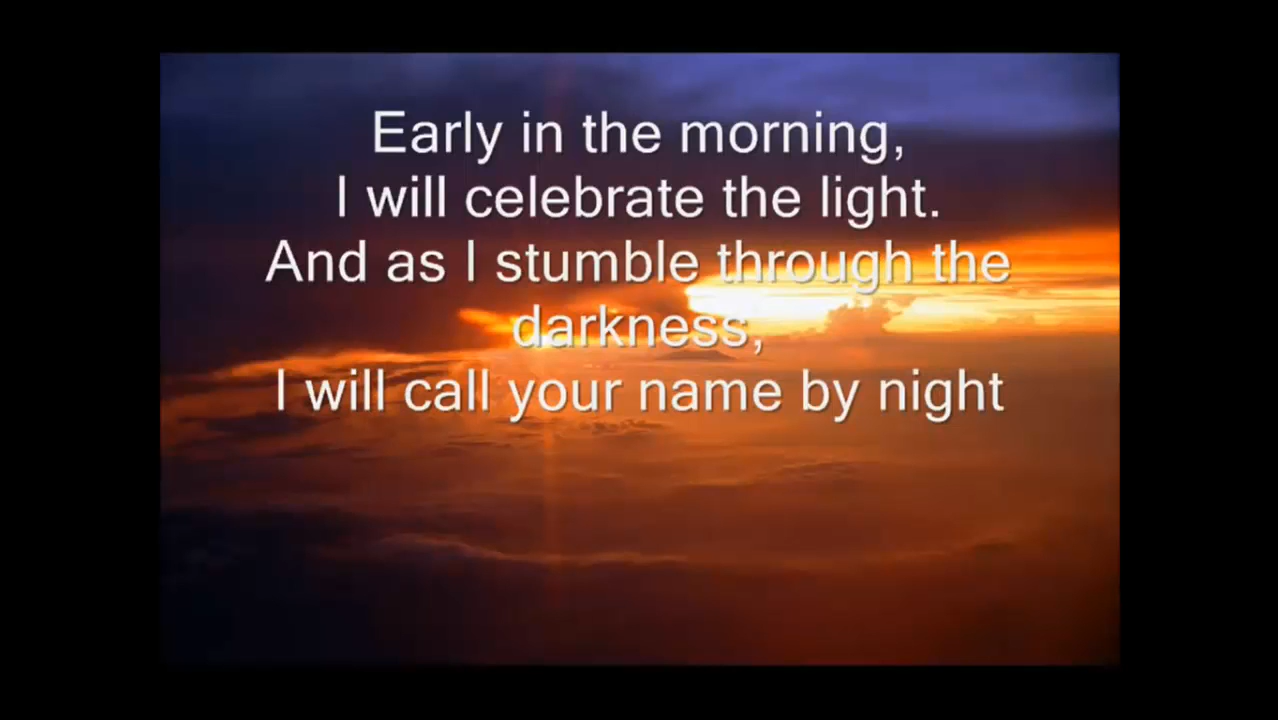 Early in the morning,
I will celebrate the light.
And as I stumble through the
darkness,
I will call your name by night